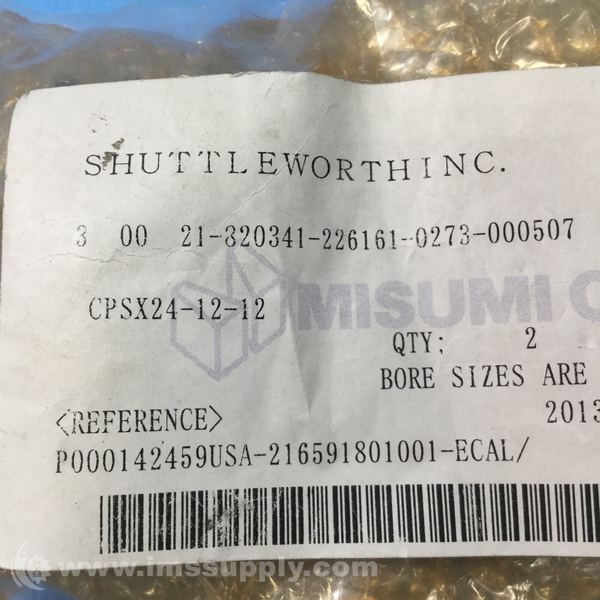 SHUTTLEWORTH INC.
3 00 21-820341-226161-0273-000507
MISUMI
CPSX24-12-12
QTY; 2
BORE SIZES ARE
<REFERENCE> 2013
P000142459USA-216591801001-ECAL/
www.imssupply.com